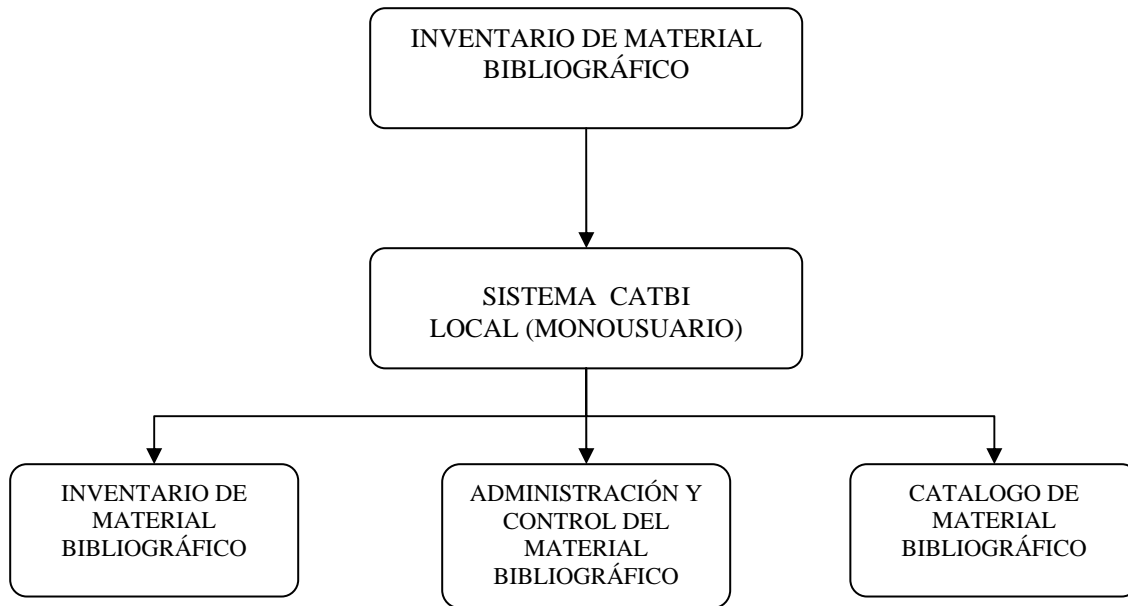 INVENTARIO DE MATERIAL
BIBLIOGRÁFICO
SISTEMA CATBI
LOCAL (MONOUSUARIO)
INVENTARIO DE
MATERIAL
BIBLIOGRÁFICO
ADMINISTRACIÓN Y
CONTROL DEL
MATERIAL
BIBLIOGRÁFICO
CATALOGO DE
MATERIAL
BIBLIOGRÁFICO